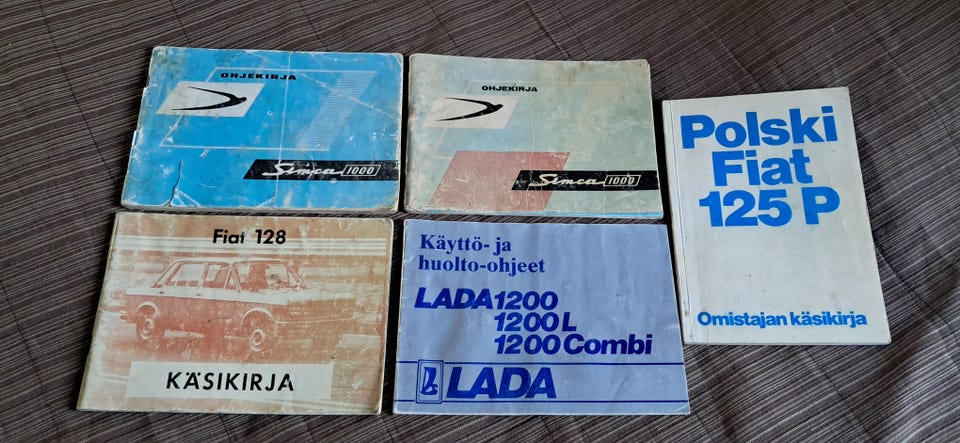 OHJEKIRJA
Simca 1000
OHJEKIRJA
Simca 1000
Polski
Fiat
125 P
Omistajan käsikirja
Fiat 128
KÄSIKIRJA
Käyttö- ja
huolto-ohjeet
LADA 1200
1200 L
1200 Combi
LADA